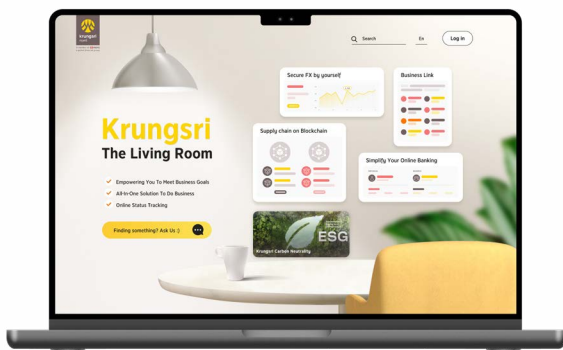 krungsri
Search
En
Log in
Secure FX by yourself
Business Link
Krungsri
The Living Room
Supply chain on Blockchain
Simplify Your Online Banking
Empowering You To Meet Business Goals
All-In-One Solution To Do Business
Online Status Tracking
Finding something? Ask Us :)
ESG
Krungsri Carbon Neutrality